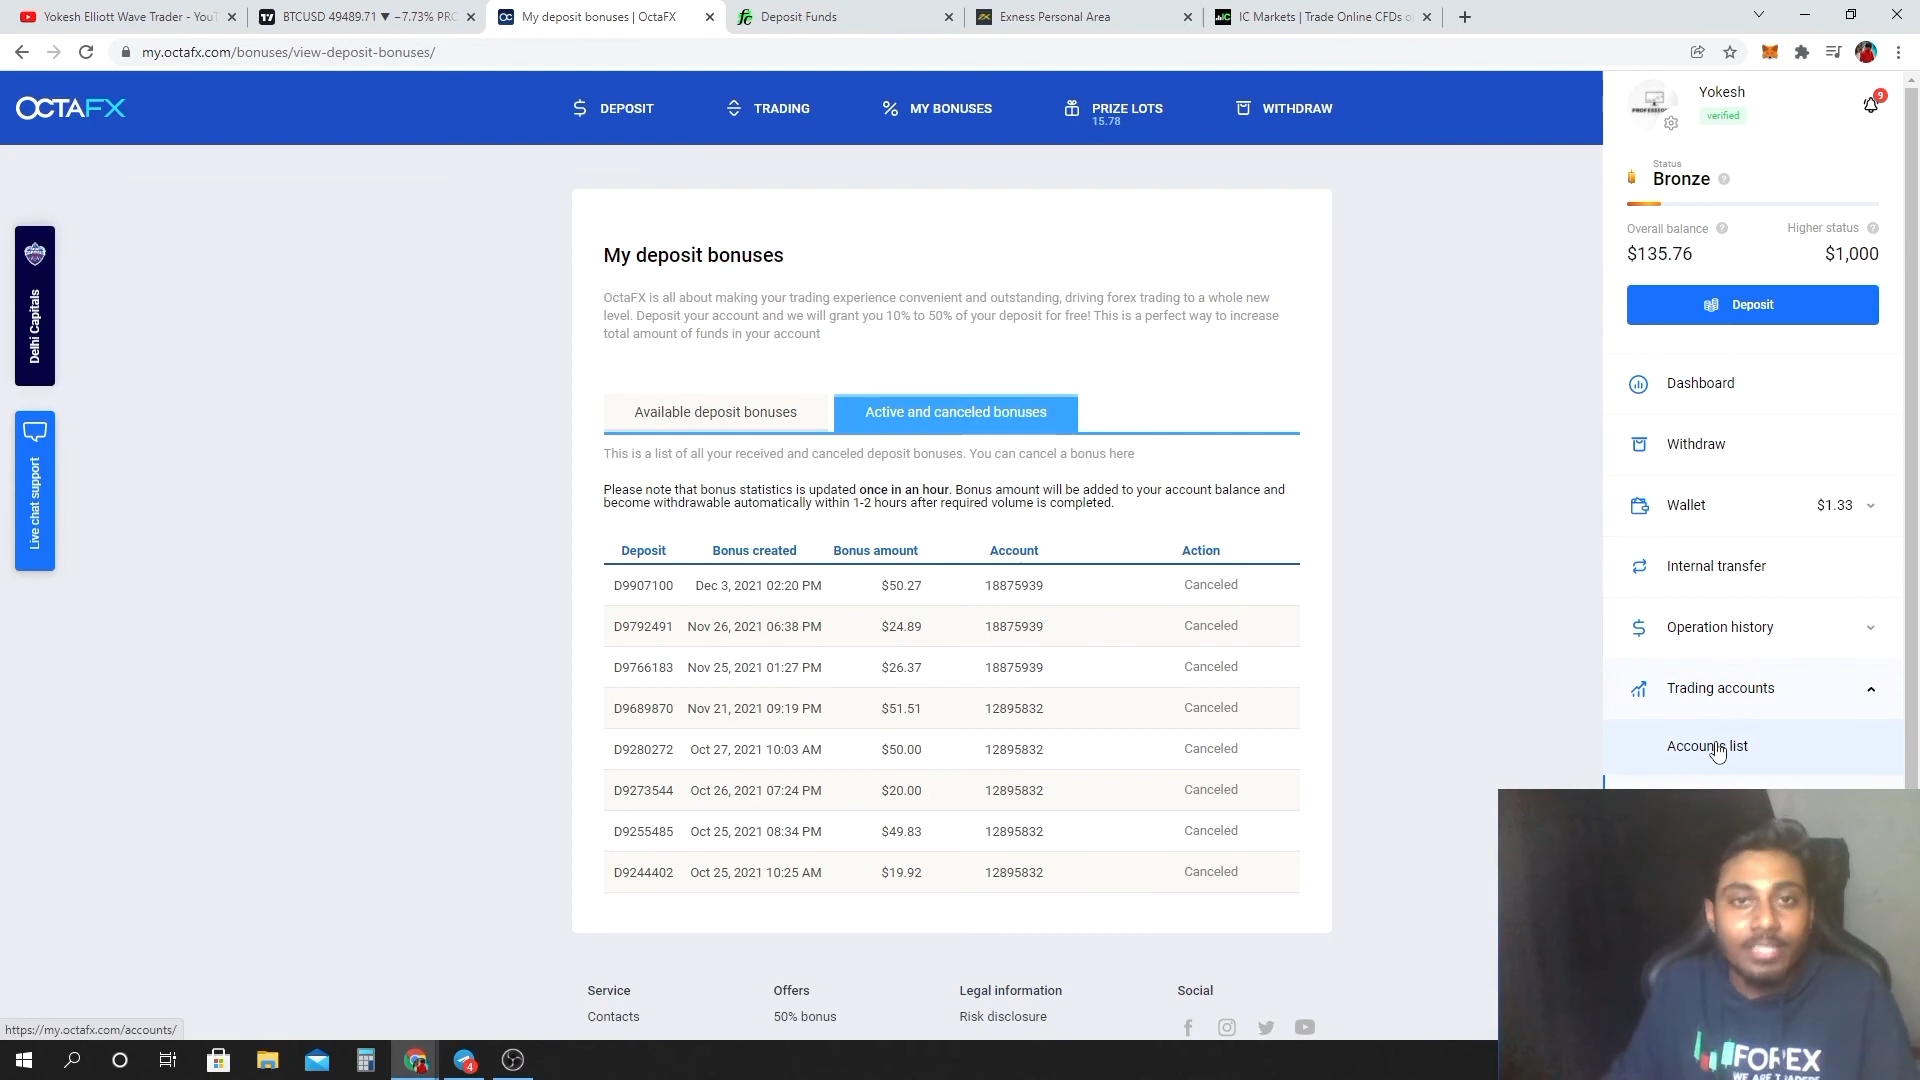 Yokesh Elliott Wave Trader - YouT
BTCUSD 49489.71 ▼ −7.73% PRC
My deposit bonuses | OctaFX
Deposit Funds
Exness Personal Area
IC Markets | Trade Online CFDs o
my.octafx.com/bonuses/view-deposit-bonuses/
OCTAFX
DEPOSIT
TRADING
MY BONUSES
PRIZE LOTS
15.78
WITHDRAW
Yokesh
verified
9
Status
Bronze
Overall balance
Higher status
$135.76
$1,000
Deposit
Dashboard
Withdraw
Wallet
$1.33
Internal transfer
Operation history
Trading accounts
Accounts list
Delhi Capitals
Live chat support
My deposit bonuses
OctaFX is all about making your trading experience convenient and outstanding, driving forex trading to a whole new
level. Deposit your account and we will grant you 10% to 50% of your deposit for free! This is a perfect way to increase
total amount of funds in your account
Available deposit bonuses
Active and canceled bonuses
This is a list of all your received and canceled deposit bonuses. You can cancel a bonus here
Please note that bonus statistics is updated once in an hour. Bonus amount will be added to your account balance and
become withdrawable automatically within 1-2 hours after required volume is completed.
Deposit Bonus created Bonus amount Account Action
D9907100 Dec 3, 2021 02:20 PM $50.27 18875939 Canceled
D9792491 Nov 26, 2021 06:38 PM $24.89 18875939 Canceled
D9766183 Nov 25, 2021 01:27 PM $26.37 18875939 Canceled
D9689870 Nov 21, 2021 09:19 PM $51.51 12895832 Canceled
D9280272 Oct 27, 2021 10:03 AM $50.00 12895832 Canceled
D9273544 Oct 26, 2021 07:24 PM $20.00 12895832 Canceled
D9255485 Oct 25, 2021 08:34 PM $49.83 12895832 Canceled
D9244402 Oct 25, 2021 10:25 AM $19.92 12895832 Canceled
Service
Offers
Legal information
Social
Contacts
50% bonus
Risk disclosure
https://my.octafx.com/accounts/
4
FOREX
WE ARE TRADERS